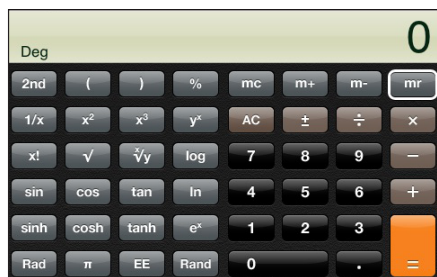 0
Deg
2nd ( ) % mc m+ m- mr
1/x x² x³ yˣ AC ± ÷ ×
x! √ ˣ√y log 7 8 9 −
sin cos tan ln 4 5 6 +
sinh cosh tanh eˣ 1 2 3
Rad π EE Rand 0 . =